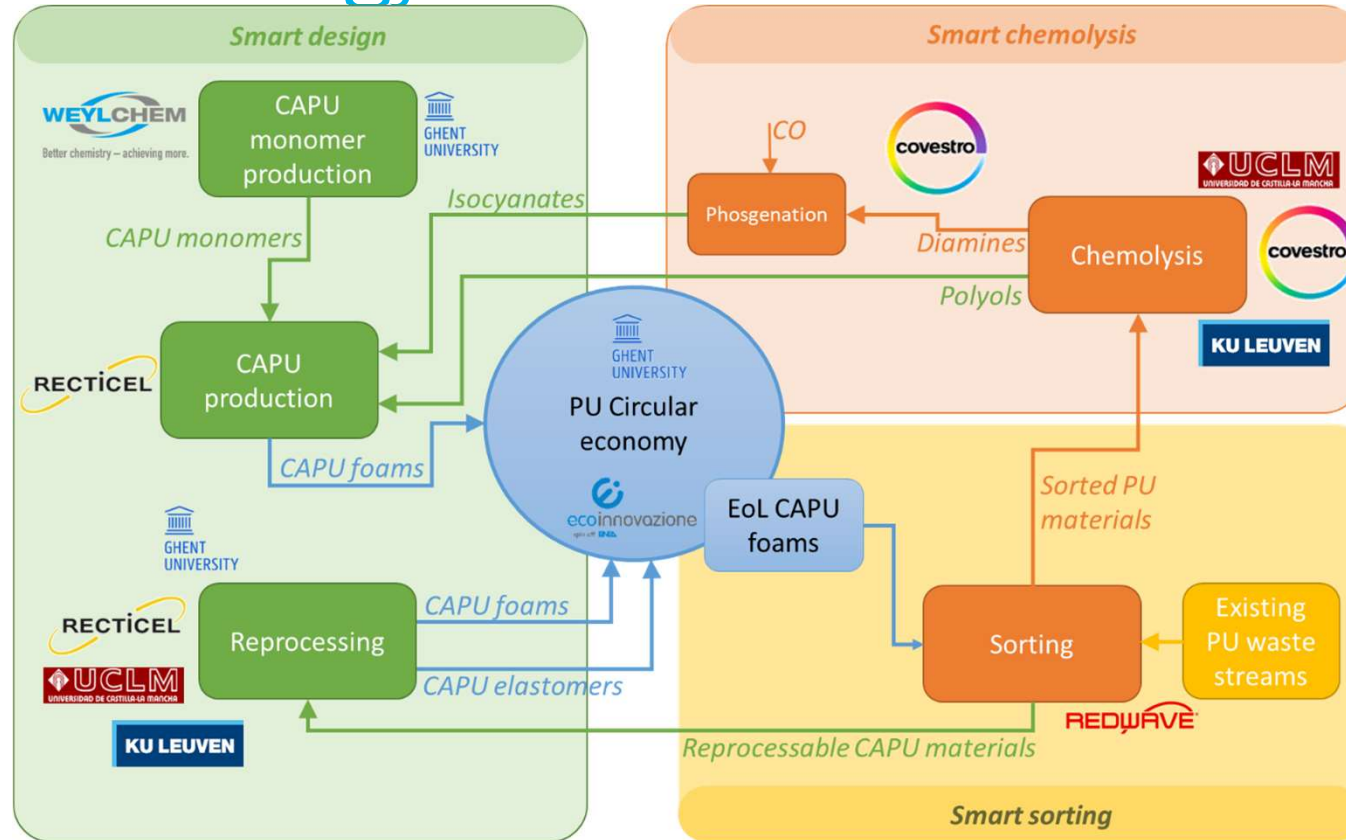 Smart design
WEYLCHEM
Better chemistry – achieving more.
CAPU
monomer
production
GHENT
UNIVERSITY
CAPU monomers
Isocyanates
RECTICEL
CAPU
production
CAPU foams
GHENT
UNIVERSITY
RECTICEL
UCLM
UNIVERSIDAD DE CASTILLA-LA MANCHA
KU LEUVEN
Reprocessing
CAPU foams
CAPU elastomers
Reprocessable CAPU materials
GHENT
UNIVERSITY
PU Circular
economy
ecoinnovazione
spin off ENEA
EoL CAPU
foams
Smart chemolysis
CO
covestro
Phosgenation
Diamines
Polyols
UCLM
UNIVERSIDAD DE CASTILLA-LA MANCHA
Chemolysis
covestro
KU LEUVEN
Sorted PU
materials
Sorting
Existing
PU waste
streams
REDWAVE
Smart sorting